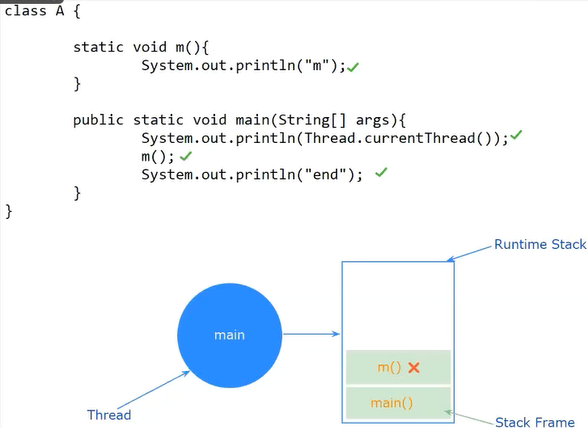 class A {
static void m(){
System.out.println("m");
}
public static void main(String[] args){
System.out.println(Thread.currentThread());
m();
System.out.println("end");
}
}
Runtime Stack
main
m()
main()
Thread
Stack Frame